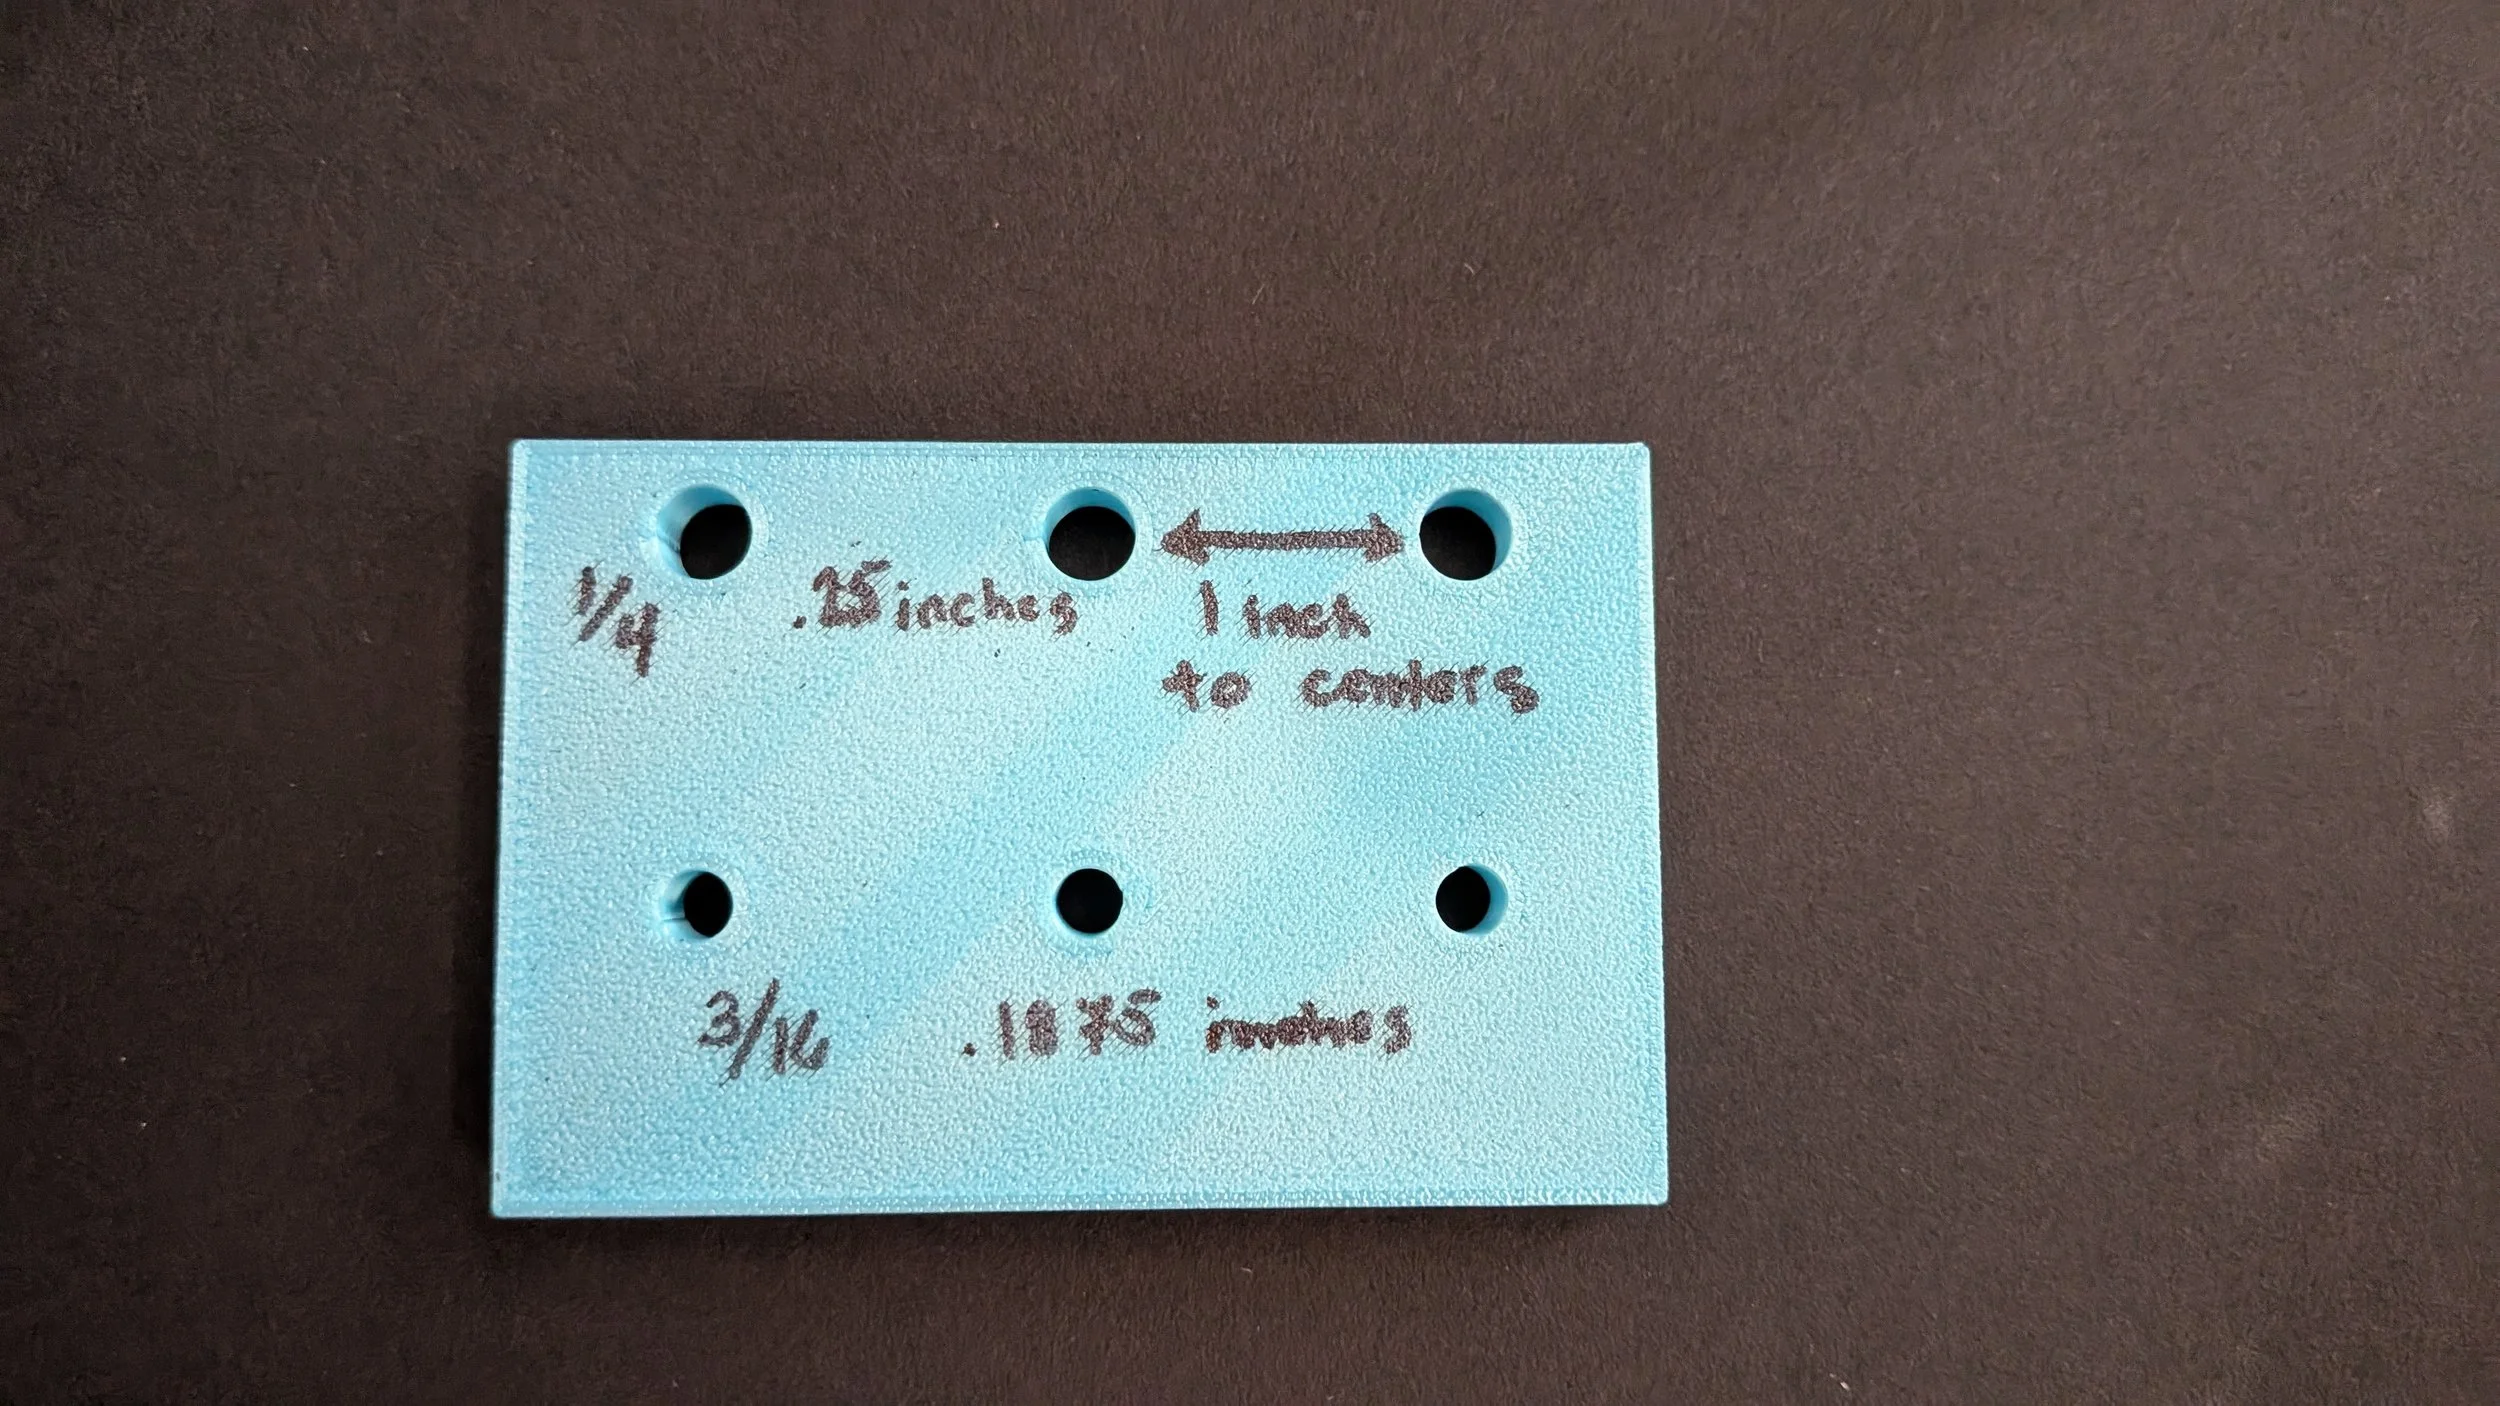 1/4
.25 inches
1 inch
to centers
3/16
.1875 inches